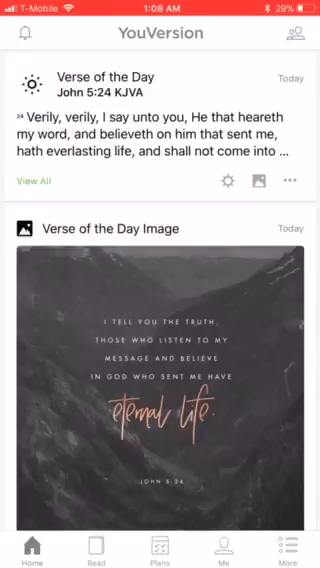 T-Mobile 1:08 AM 29%
YouVersion
Verse of the Day
Today
John 5:24 KJVA
24 Verily, verily, I say unto you, He that heareth
my word, and believeth on him that sent me,
hath everlasting life, and shall not come into ...
View All
Verse of the Day Image
Today
I TELL YOU THE TRUTH,
THOSE WHO LISTEN TO MY
MESSAGE AND BELIEVE
IN GOD WHO SENT ME HAVE
eternal life.
JOHN 5:24
Home Read Plans Me More